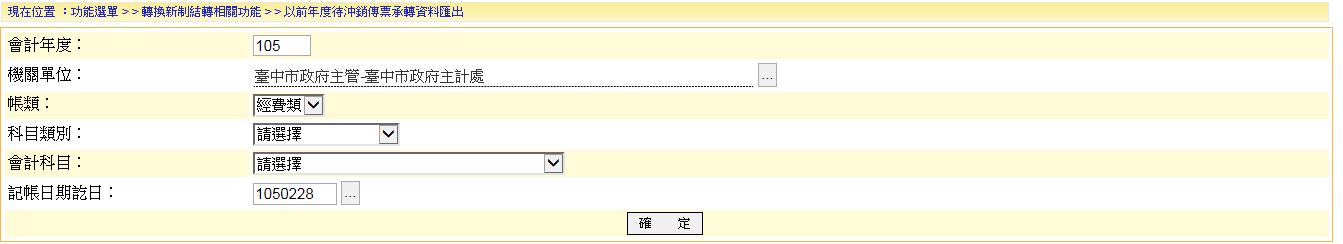 現在位置 ：功能選單 >> 轉換新制結轉相關功能 >> 以前年度待沖銷傳票承轉資料匯出
會計年度： 105
機關單位： 臺中市政府主管-臺中市政府主計處 ...
帳類： 經費類
科目類別： 請選擇
會計科目： 請選擇
記帳日期訖日： 1050228 ...
確 定